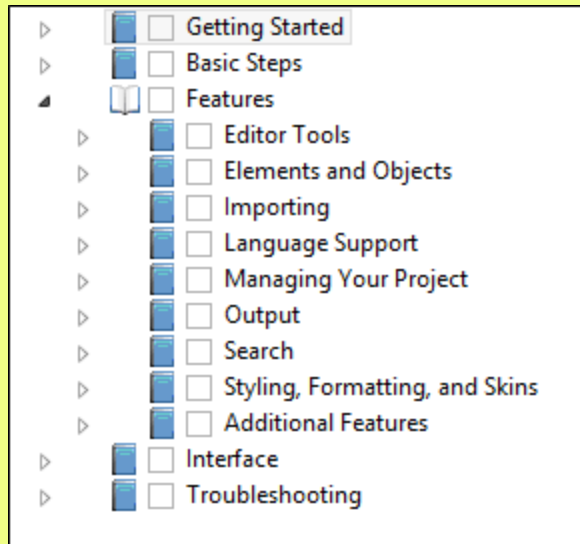 Getting Started
Basic Steps
Features
Editor Tools
Elements and Objects
Importing
Language Support
Managing Your Project
Output
Search
Styling, Formatting, and Skins
Additional Features
Interface
Troubleshooting